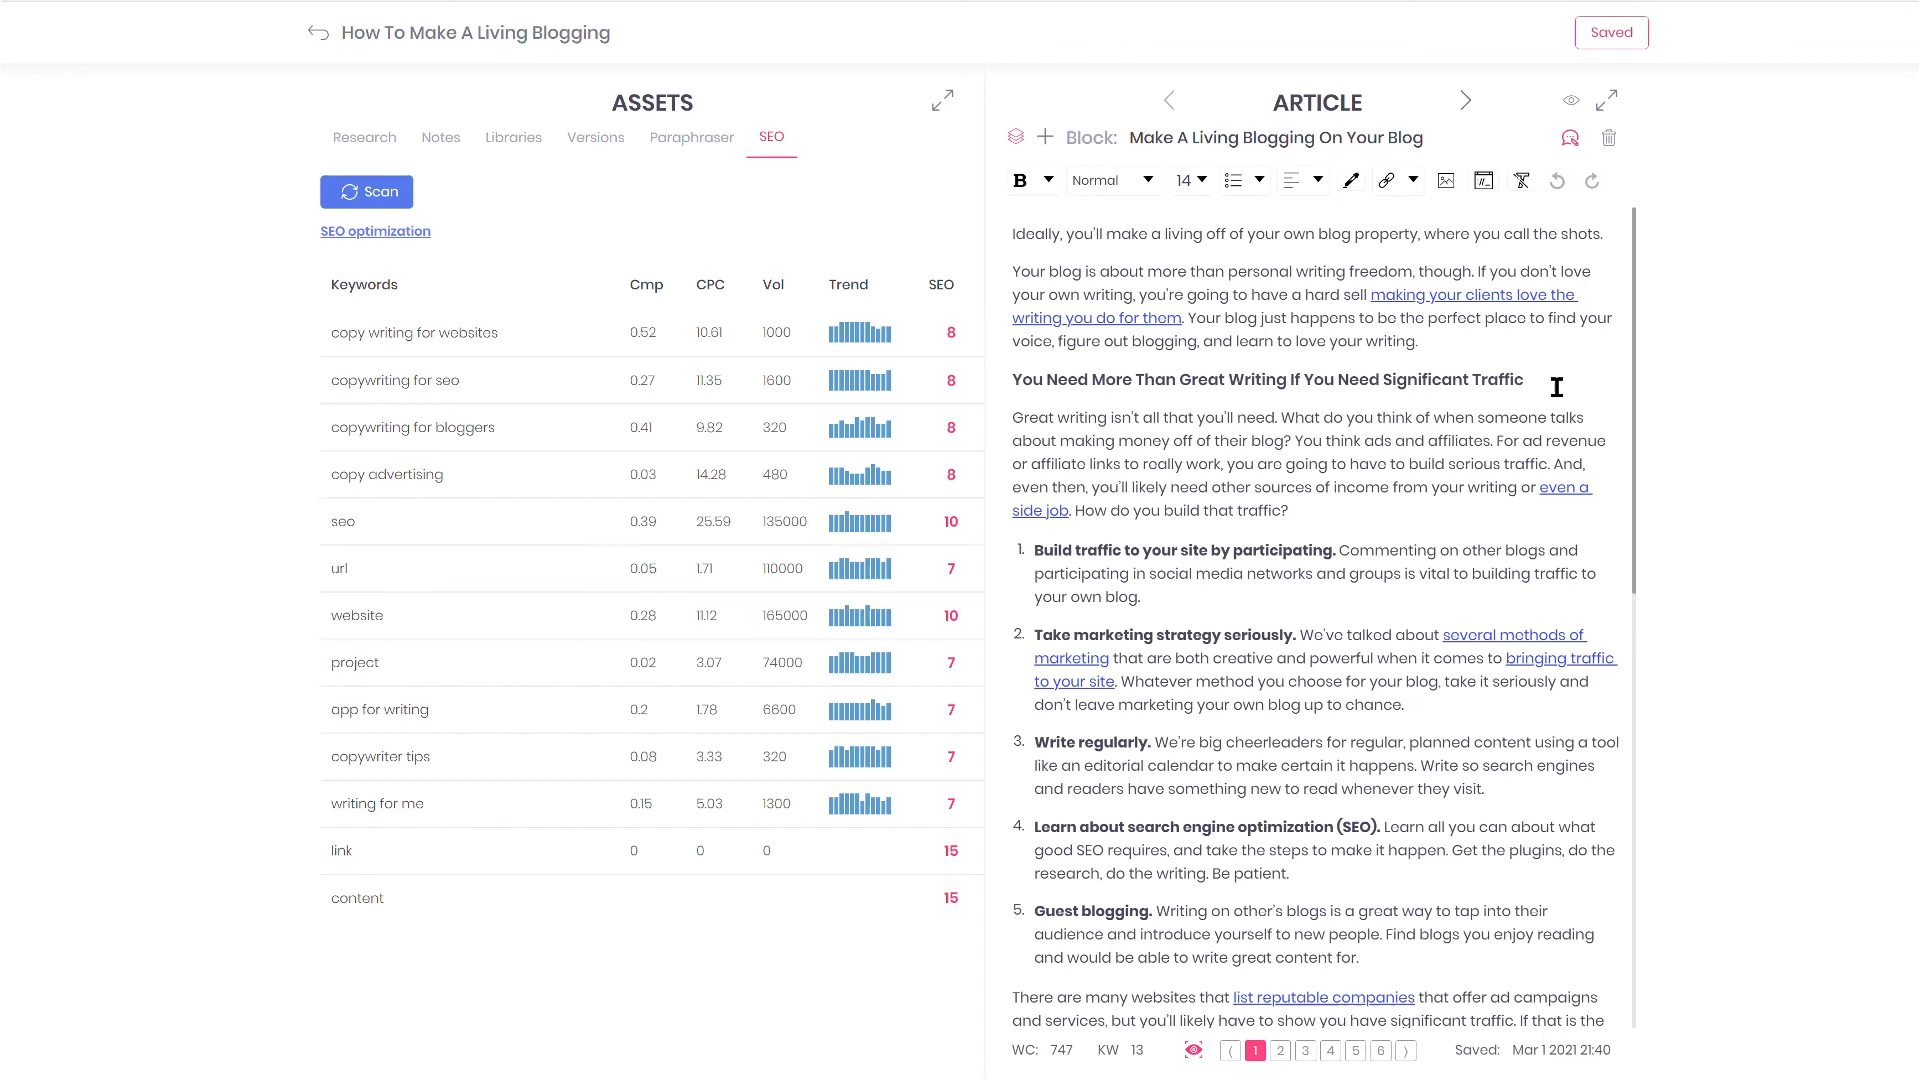 How To Make A Living Blogging
Saved
ASSETS
Research Notes Libraries Versions Paraphraser SEO
Scan
SEO optimization
Keywords Cmp CPC Vol Trend SEO
copy writing for websites 0.52 10.61 1000 8
copywriting for seo 0.27 11.35 1600 8
copywriting for bloggers 0.41 9.82 320 8
copy advertising 0.03 14.28 480 8
seo 0.39 25.59 135000 10
url 0.05 1.71 110000 7
website 0.28 11.12 165000 10
project 0.02 3.07 74000 7
app for writing 0.2 1.78 6600 7
copywriter tips 0.08 3.33 320 7
writing for me 0.15 5.03 1300 7
link 0 0 0 15
content 15
ARTICLE
Block: Make A Living Blogging On Your Blog
B Normal 14
Ideally, you'll make a living off of your own blog property, where you call the shots.
Your blog is about more than personal writing freedom, though. If you don't love
your own writing, you're going to have a hard sell making your clients love the
writing you do for them. Your blog just happens to be the perfect place to find your
voice, figure out blogging, and learn to love your writing.
You Need More Than Great Writing If You Need Significant Traffic
Great writing isn't all that you'll need. What do you think of when someone talks
about making money off of their blog? You think ads and affiliates. For ad revenue
or affiliate links to really work, you are going to have to build serious traffic. And,
even then, you'll likely need other sources of income from your writing or even a
side job. How do you build that traffic?
1. Build traffic to your site by participating. Commenting on other blogs and
participating in social media networks and groups is vital to building traffic to
your own blog.
2. Take marketing strategy seriously. We've talked about several methods of
marketing that are both creative and powerful when it comes to bringing traffic
to your site. Whatever method you choose for your blog, take it seriously and
don't leave marketing your own blog up to chance.
3. Write regularly. We're big cheerleaders for regular, planned content using a tool
like an editorial calendar to make certain it happens. Write so search engines
and readers have something new to read whenever they visit.
4. Learn about search engine optimization (SEO). Learn all you can about what
good SEO requires, and take the steps to make it happen. Get the plugins, do the
research, do the writing. Be patient.
5. Guest blogging. Writing on other's blogs is a great way to tap into their
audience and introduce yourself to new people. Find blogs you enjoy reading
and would be able to write great content for.
There are many websites that list reputable companies that offer ad campaigns
and services, but you'll likely have to show you have significant traffic. If that is the
WC: 747 KW 13 1 2 3 4 5 6 Saved: Mar 1 2021 21:40